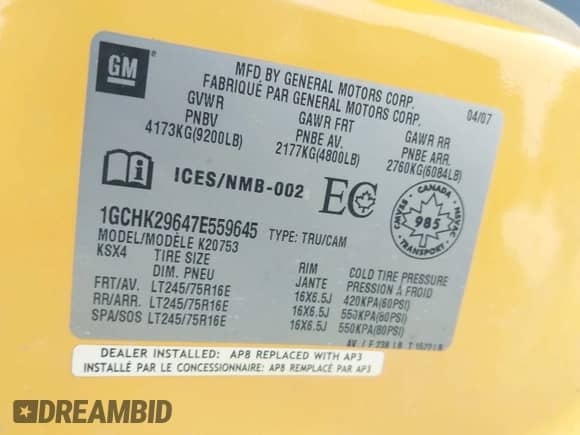 GM
MFD BY GENERAL MOTORS CORP.
FABRIQUÉ PAR GENERAL MOTORS CORP.
04/07
GVWR
PNBV
4173KG(9200LB)
GAWR FRT
PNBE AV.
2177KG(4800LB)
GAWR RR
PNBE ARR.
2760KG(6084LB)
ICES/NMB-002
EC
CANADA
CMVSS
NSVAC
985
TRANSPORT
1GCHK29647E559645
TYPE: TRU/CAM
MODEL/MODÈLE K20753
KSX4
TIRE SIZE
DIM. PNEU
RIM
JANTE
COLD TIRE PRESSURE
PRESSION A FROID
FRT/AV. LT245/75R16E 16X6.5J 420KPA(60PSI)
RR/ARR. LT245/75R16E 16X6.5J 550KPA(80PSI)
SPA/SOS LT245/75R16E 16X6.5J 550KPA(80PSI)
DEALER INSTALLED: AP8 REPLACED WITH AP3
INSTALLÉ PAR LE CONCESSIONNAIRE: AP8 REMPLACÉ PAR AP3
DREAMBID